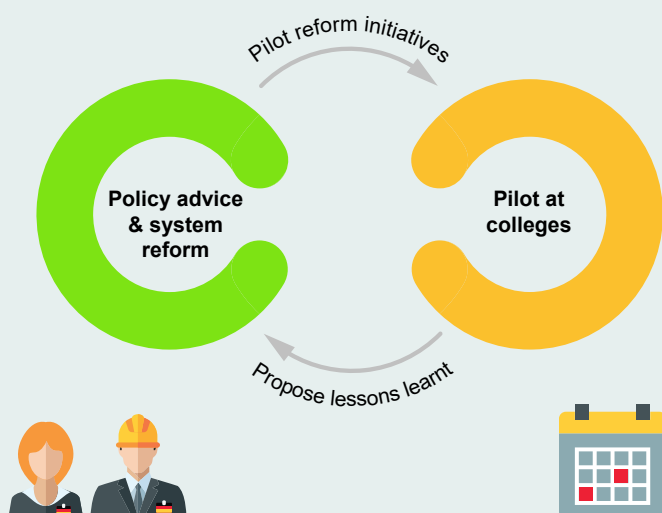 Pilot reform initiatives
Policy advice
& system
reform
Pilot at
colleges
Propose lessons learnt